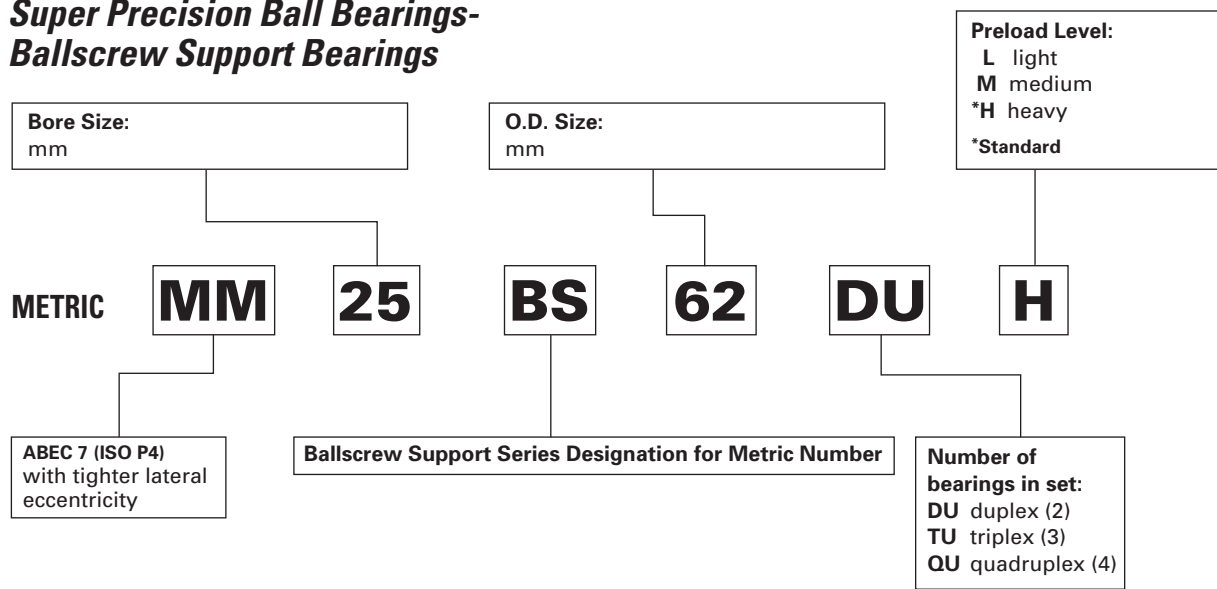 Super Precision Ball Bearings-
Ballscrew Support Bearings
Preload Level:
L light
M medium
*H heavy
*Standard
Bore Size:
mm
O.D. Size:
mm
METRIC MM 25 BS 62 DU H
ABEC 7 (ISO P4)
with tighter lateral
eccentricity
Ballscrew Support Series Designation for Metric Number
Number of
bearings in set:
DU duplex (2)
TU triplex (3)
QU quadruplex (4)